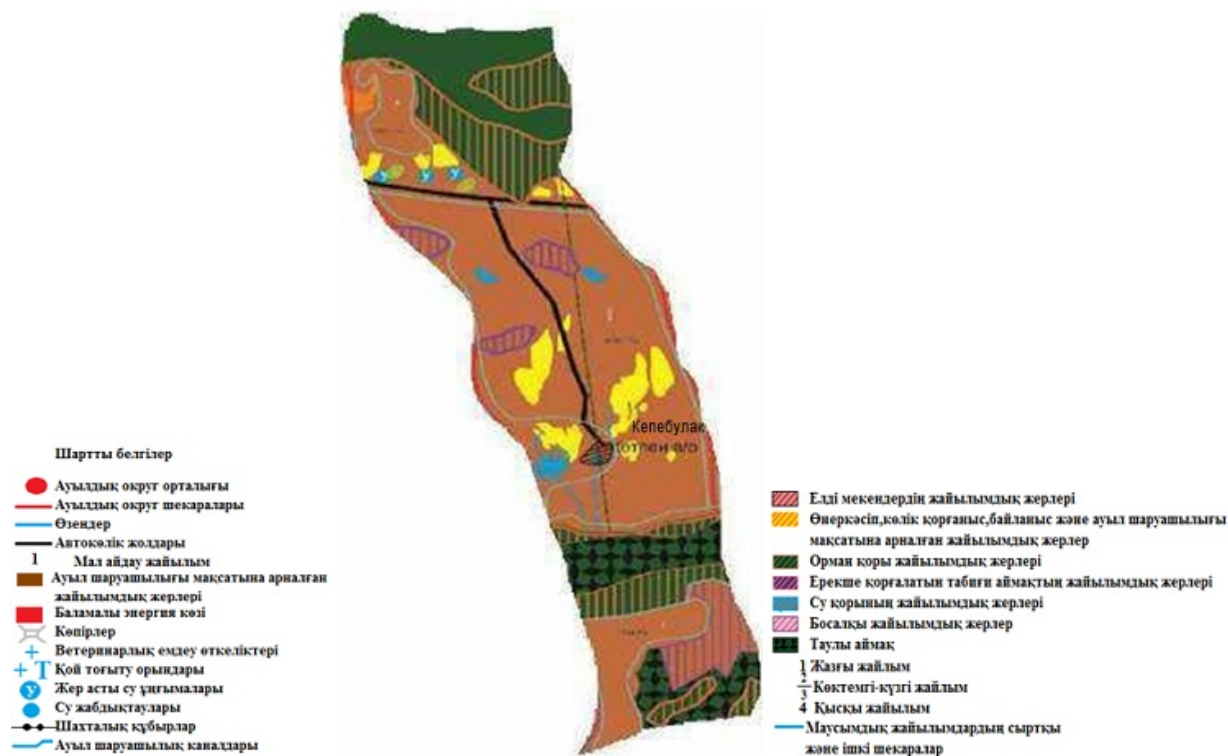 Кепебулак
Кетпен а/о
Шартты белгілер
Ауылдық округ орталығы
Ауылдық округ шекаралары
Өзендер
Автокөлік жолдары
1 Мал айдау жайылым
Ауыл шаруашылығы мақсатына арналған
жайылымдық жерлері
Баламалы энергия көзі
Көпірлер
Ветеринарлық емдеу өткеліктері
Т Қой тоғыту орындары
У Жер асты су ұңғымалары
Су жабдықтаулары
Шахталық құбырлар
Ауыл шаруашылық каналдары
Елді мекендердің жайылымдық жерлері
Өнеркәсіп,көлік қорғаныс,байланыс және ауыл шаруашылығы
мақсатына арналған жайылымдық жерлер
Орман қоры жайылымдық жерлері
Ерекше қорғалатын табиғи аймақтың жайылымдық жерлері
Су қорының жайылымдық жерлері
Босалқы жайылымдық жерлер
Таулы аймақ
1 Жазғы жайлым
2
3 Көктемгі-күзгі жайлым
4 Қысқы жайылым
Маусымдық жайылымдардың сыртқы
және ішкі шекаралар